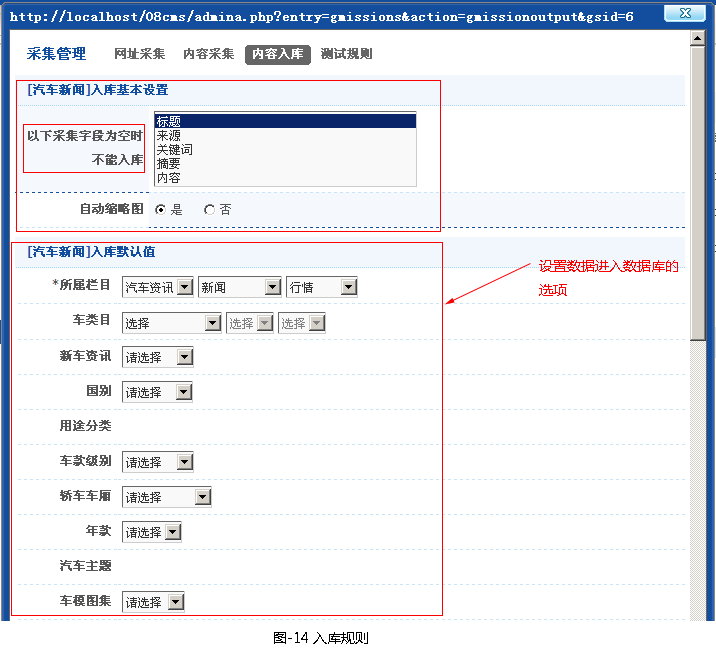 http://localhost/08cms/admina.php?entry=gmissions&action=gmissionoutput&gsid=6
采集管理 网址采集 内容采集 内容入库 测试规则
[汽车新闻]入库基本设置
以下采集字段为空时
不能入库
标题
来源
关键词
摘要
内容
自动缩略图 是 否
[汽车新闻]入库默认值
*所属栏目 汽车资讯 新闻 行情
车类目 选择 选择 选择
新车资讯 请选择
国别 请选择
用途分类
车款级别 请选择
轿车车厢 请选择
年款 请选择
汽车主题
车模图集 请选择
设置数据进入数据库的
选项
图-14 入库规则